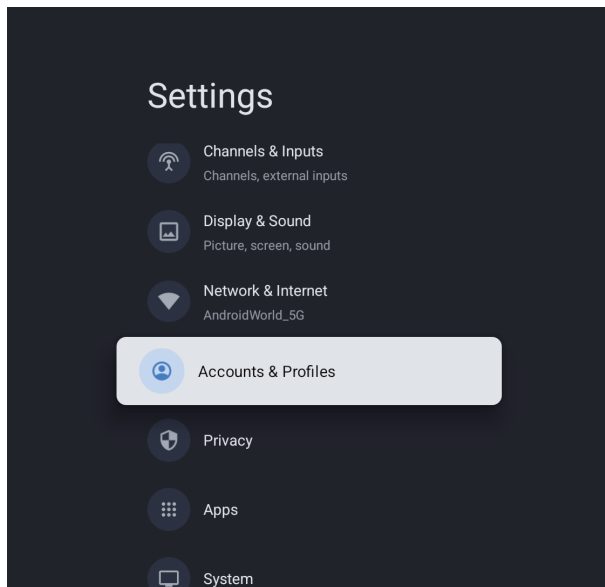 Settings
Channels & Inputs
Channels, external inputs
Display & Sound
Picture, screen, sound
Network & Internet
AndroidWorld_5G
Accounts & Profiles
Privacy
Apps
System